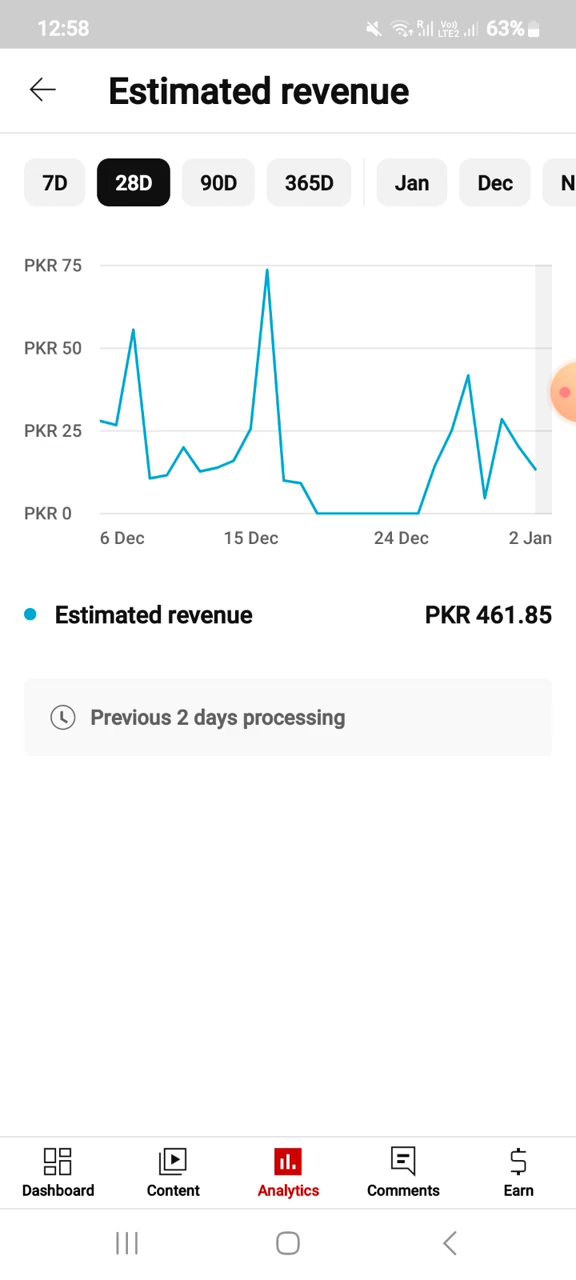 12:58
R Vo)) LTE2 63%
Estimated revenue
7D 28D 90D 365D Jan Dec N
PKR 75
PKR 50
PKR 25
PKR 0
6 Dec 15 Dec 24 Dec 2 Jan
Estimated revenue PKR 461.85
Previous 2 days processing
Dashboard Content Analytics Comments Earn